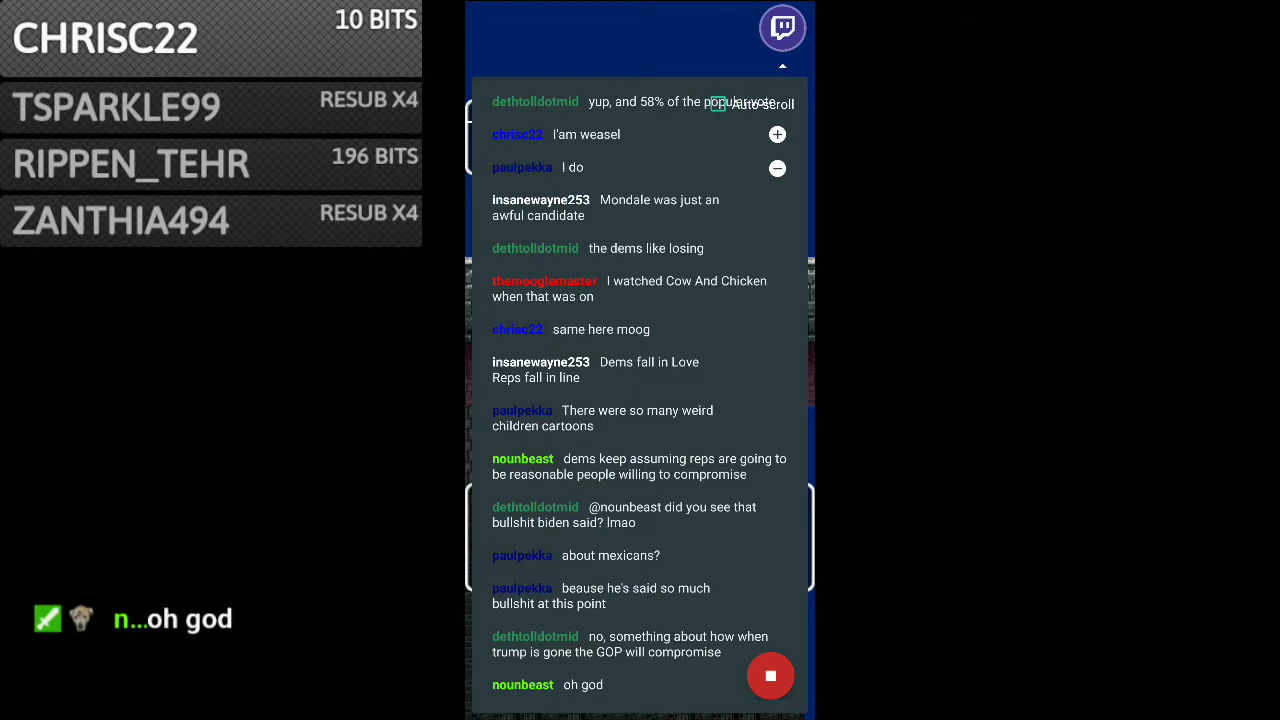 CHRISC22 10 BITS
TSPARKLE99 RESUB X4
RIPPEN_TEHR 196 BITS
ZANTHIA494 RESUB X4
n...oh god
dethtolldotmid yup, and 58% of the popular vote
Auto-scroll
chrisc22 I'am weasel
paulpekka I do
insanewayne253 Mondale was just an
awful candidate
dethtolldotmid the dems like losing
themooglemaster I watched Cow And Chicken
when that was on
chrisc22 same here moog
insanewayne253 Dems fall in Love
Reps fall in line
paulpekka There were so many weird
children cartoons
nounbeast dems keep assuming reps are going to
be reasonable people willing to compromise
dethtolldotmid @nounbeast did you see that
bullshit biden said? lmao
paulpekka about mexicans?
paulpekka beause he's said so much
bullshit at this point
dethtolldotmid no, something about how when
trump is gone the GOP will compromise
nounbeast oh god